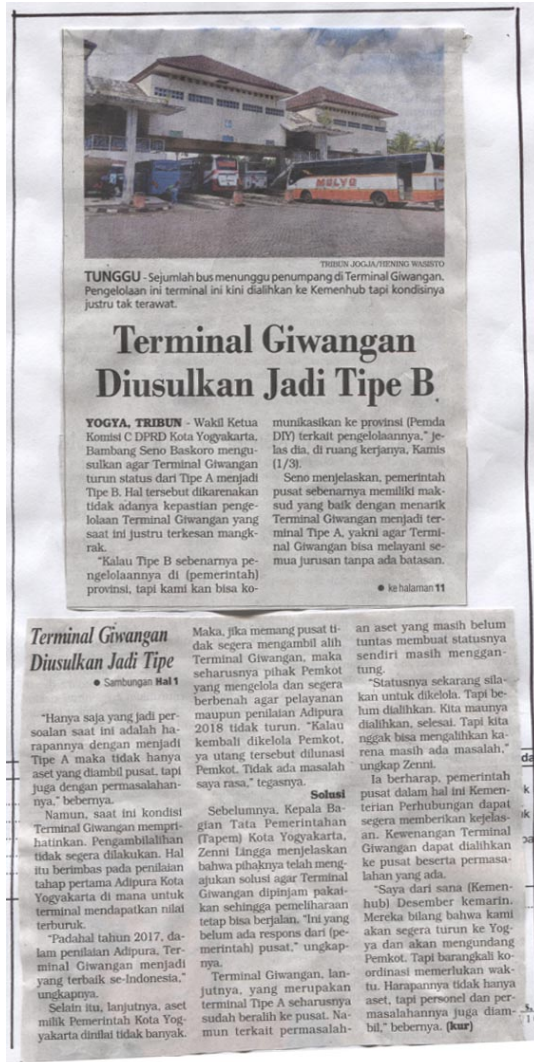 MULYO
TRIBUN JOGJA/HENING WASISTO
TUNGGU - Sejumlah bus menunggu penumpang di Terminal Giwangan.
Pengelolaan ini terminal ini kini dialihkan ke Kemenhub tapi kondisinya
justru tak terawat.
Terminal Giwangan
Diusulkan Jadi Tipe B
YOGYA, TRIBUN - Wakil Ketua
Komisi C DPRD Kota Yogyakarta,
Bambang Seno Baskoro mengu-
sulkan agar Terminal Giwangan
turun status dari Tipe A menjadi
Tipe B. Hal tersebut dikarenakan
tidak adanya kepastian penge-
lolaan Terminal Giwangan yang
saat ini justru terkesan mangk-
rak.
"Kalau Tipe B sebenarnya pe-
ngelolaannya di (pemerintah)
provinsi, tapi kami kan bisa ko-
munikasikan ke provinsi (Pemda
DIY) terkait pengelolaannya," je-
las dia, di ruang kerjanya, Kamis
(1/3).
Seno menjelaskan, pemerintah
pusat sebenarnya memiliki mak-
sud yang baik dengan menarik
Terminal Giwangan menjadi ter-
minal Tipe A, yakni agar Termi-
nal Giwangan bisa melayani se-
mua jurusan tanpa ada batasan.
● ke halaman 11
Terminal Giwangan
Diusulkan Jadi Tipe
● Sambungan Hal 1
"Hanya saja yang jadi per-
soalan saat ini adalah ha-
rapannya dengan menjadi
Tipe A maka tidak hanya
aset yang diambil pusat, tapi
juga dengan permasalahan-
nya," bebernya.
Namun, saat ini kondisi
Terminal Giwangan mempri-
hatinkan. Pengambilalihan
tidak segera dilakukan. Hal
itu berimbas pada penilaian
tahap pertama Adipura Kota
Yogyakarta di mana untuk
terminal mendapatkan nilai
terburuk.
"Padahal tahun 2017, da-
lam penilaian Adipura, Ter-
minal Giwangan menjadi
yang terbaik se-Indonesia,"
ungkapnya.
Selain itu, lanjutnya, aset
milik Pemerintah Kota Yog-
yakarta dinilai tidak banyak.
Maka, jika memang pusat ti-
dak segera mengambil alih
Terminal Giwangan, maka
seharusnya pihak Pemkot
yang mengelola dan segera
berbenah agar pelayanan
maupun penilaian Adipura
2018 tidak turun. "Kalau
kembali dikelola Pemkot,
ya utang tersebut dilunasi
Pemkot. Tidak ada masalah
saya rasa," tegasnya.
Solusi
Sebelumnya, Kepala Ba-
gian Tata Pemerintahan
(Tapem) Kota Yogyakarta,
Zenni Lingga menjelaskan
bahwa pihaknya telah meng-
ajukan solusi agar Terminal
Giwangan dipinjam pakai-
kan sehingga pemeliharaan
tetap bisa berjalan. "Ini yang
belum ada respons dari (pe-
merintah) pusat," ungkap-
nya.
Terminal Giwangan, lan-
jutnya, yang merupakan
terminal Tipe A seharusnya
sudah beralih ke pusat. Na-
mun terkait permasalah-
an aset yang masih belum
tuntas membuat statusnya
sendiri masih menggan-
tung.
"Statusnya sekarang sila-
kan untuk dikelola. Tapi be-
lum dialihkan. Kita maunya
dialihkan, selesai. Tapi kita
nggak bisa mengalihkan ka-
rena masih ada masalah,"
ungkap Zenni.
Ia berharap, pemerintah
pusat dalam hal ini Kemen-
terian Perhubungan dapat
segera memberikan kejelas-
an. Kewenangan Terminal
Giwangan dapat dialihkan
ke pusat beserta permasa-
lahan yang ada.
"Saya dari sana (Kemen-
hub) Desember kemarin.
Mereka bilang bahwa kami
akan segera turun ke Yog-
ya dan akan mengundang
Pemkot. Tapi barangkali ko-
ordinasi memerlukan wak-
tu. Harapannya tidak hanya
aset, tapi personel dan per-
masalahannya juga diam-
bil," bebernya. (kur)